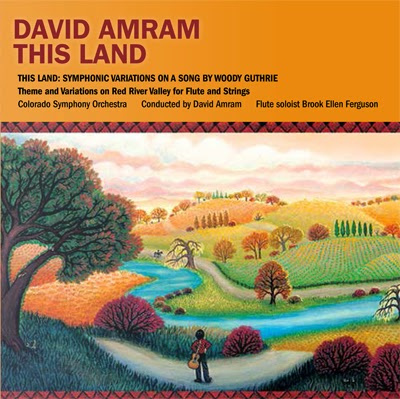 DAVID AMRAM
THIS LAND
THIS LAND: SYMPHONIC VARIATIONS ON A SONG BY WOODY GUTHRIE
Theme and Variations on Red River Valley for Flute and Strings
Colorado Symphony Orchestra Conducted by David Amram Flute soloist Brook Ellen Ferguson